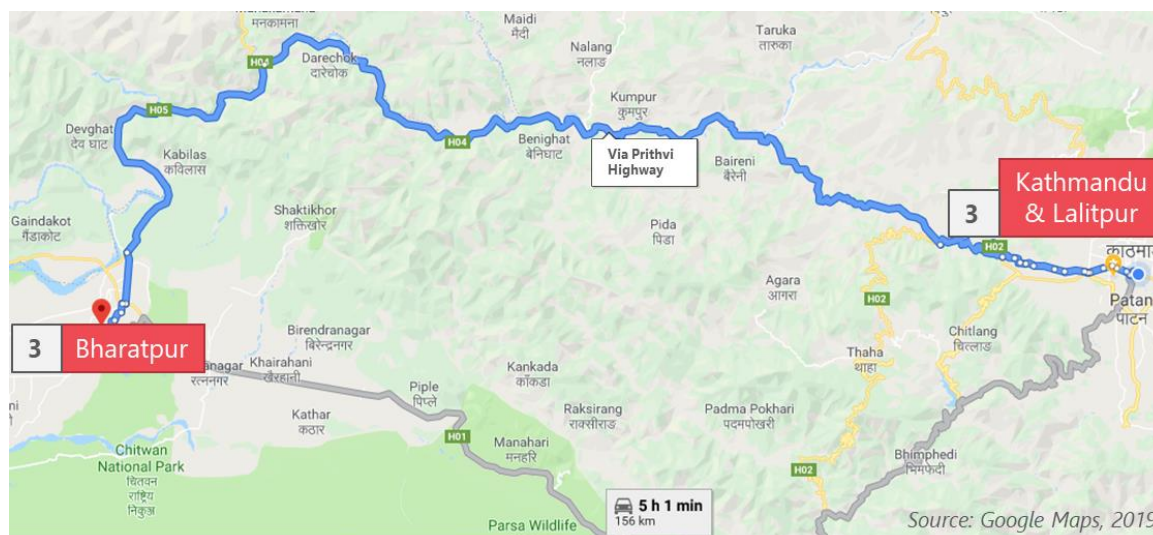 मनकामना
Maidi
मैदी
Taruka
तारुका
H04
Darechok
दारेचोक
Nalang
नलाङ
H05
Kumpur
कुमपुर
Devghat
देव घाट
Kabilas
कविलास
H04
Benighat
बेनिघाट
Via Prithvi
Highway
Baireni
बैरेनी
3
Kathmandu
& Lalitpur
Gaindakot
गैंडाकोट
Shaktikhor
शक्तिखोर
Pida
पिडा
H02
Agara
आगरा
Patan
पाटन
H02
3
Bharatpur
Birendranagar
बिरेन्द्रनगर
Chitlang
चित्लाङ
Khairahani
खैरहानी
रत्ननगर
Thaha
थाहा
Kankada
काँकडा
Piple
पिप्ले
Kathar
कठार
Raksirang
राक्सीराङ
Padma Pokhari
पदमपोखरी
H01
Manahari
मनहरि
Chitwan
National Park
चितवन
राष्ट्रिय
निकुञ्ज
Bhimphedi
भिमफेदी
H02
5 h 1 min
156 km
Parsa Wildlife
Source: Google Maps, 2019